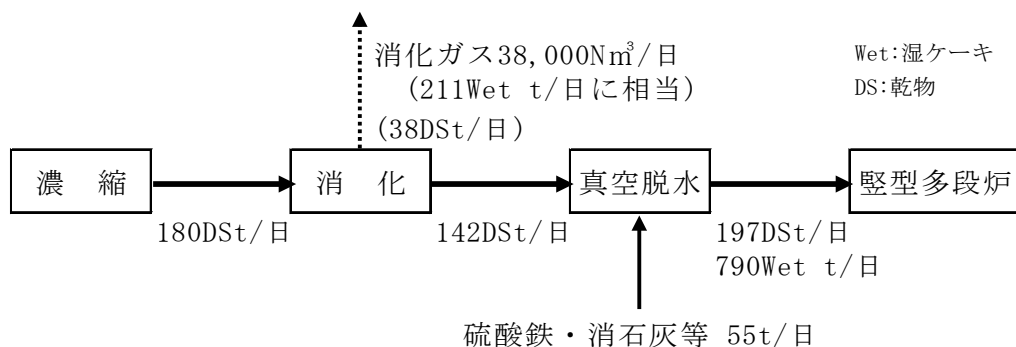 消化ガス38,000N㎥/日
(211Wet t/日に相当)
(38DSt/日)
Wet:湿ケーキ
DS:乾物
濃 縮
消 化
真空脱水
竪型多段炉
180DSt/日
142DSt/日
197DSt/日
790Wet t/日
硫酸鉄・消石灰等 55t/日